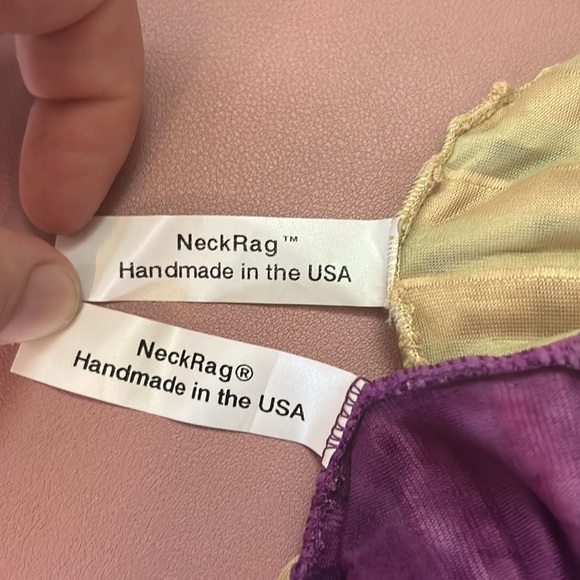 NeckRag™
Handmade in the USA
NeckRag®
Handmade in the USA